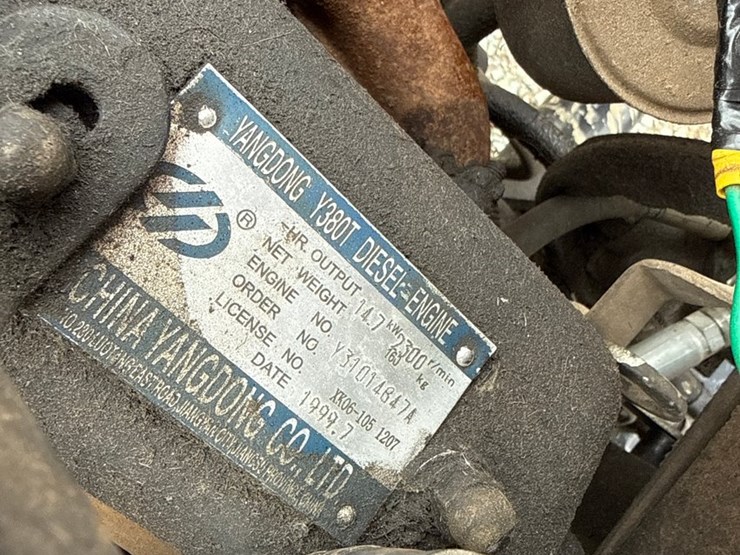 YANGDONG Y380T DIESEL ENGINE
®
HR. OUTPUT 14.7 kW 2300 r/min
NET WEIGHT 180 kg
ENGINE NO. Y31014847A
ORDER NO.
LICENSE NO. XK06-105 1207
DATE 1999.7
CHINA YANGDONG CO., LTD